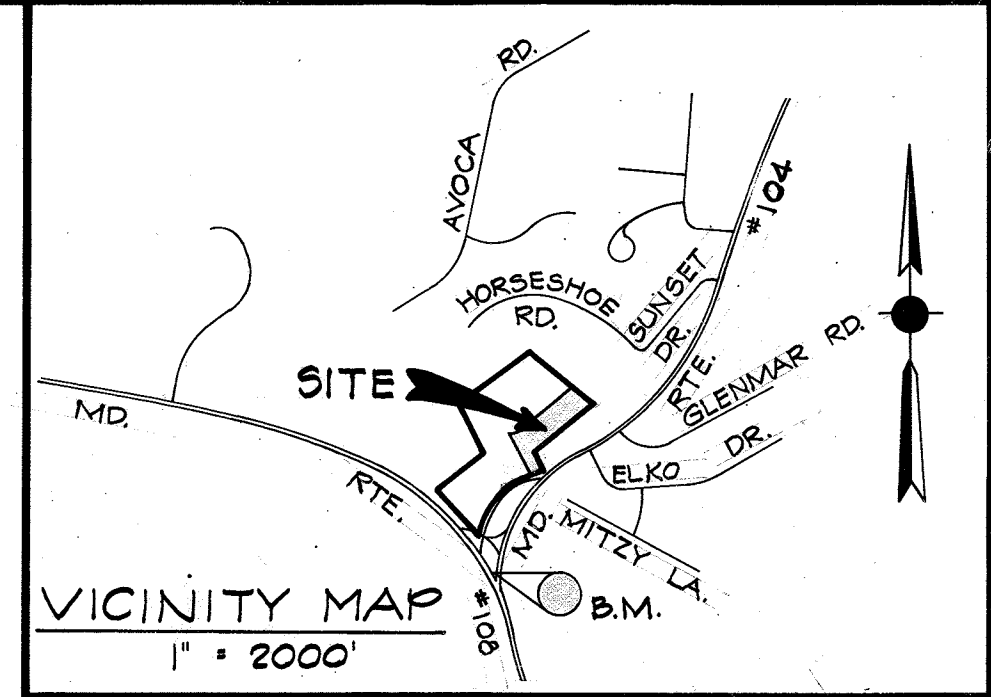 RD.
AVOCA
# 104
HORSESHOE
RD.
SUNSET
DR.
RTE.
GLENMAR RD.
SITE
MD.
ELKO DR.
RTE.
MD.
MITZY LA.
B.M.
#108
VICINITY MAP
1" = 2000'